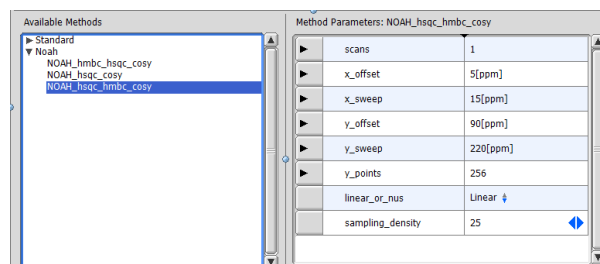 Available Methods
Standard
Noah
NOAH_hmbc_hsqc_cosy
NOAH_hsqc_cosy
NOAH_hsqc_hmbc_cosy
Method Parameters: NOAH_hsqc_hmbc_cosy
scans 1
x_offset 5[ppm]
x_sweep 15[ppm]
y_offset 90[ppm]
y_sweep 220[ppm]
y_points 256
linear_or_nus Linear
sampling_density 25